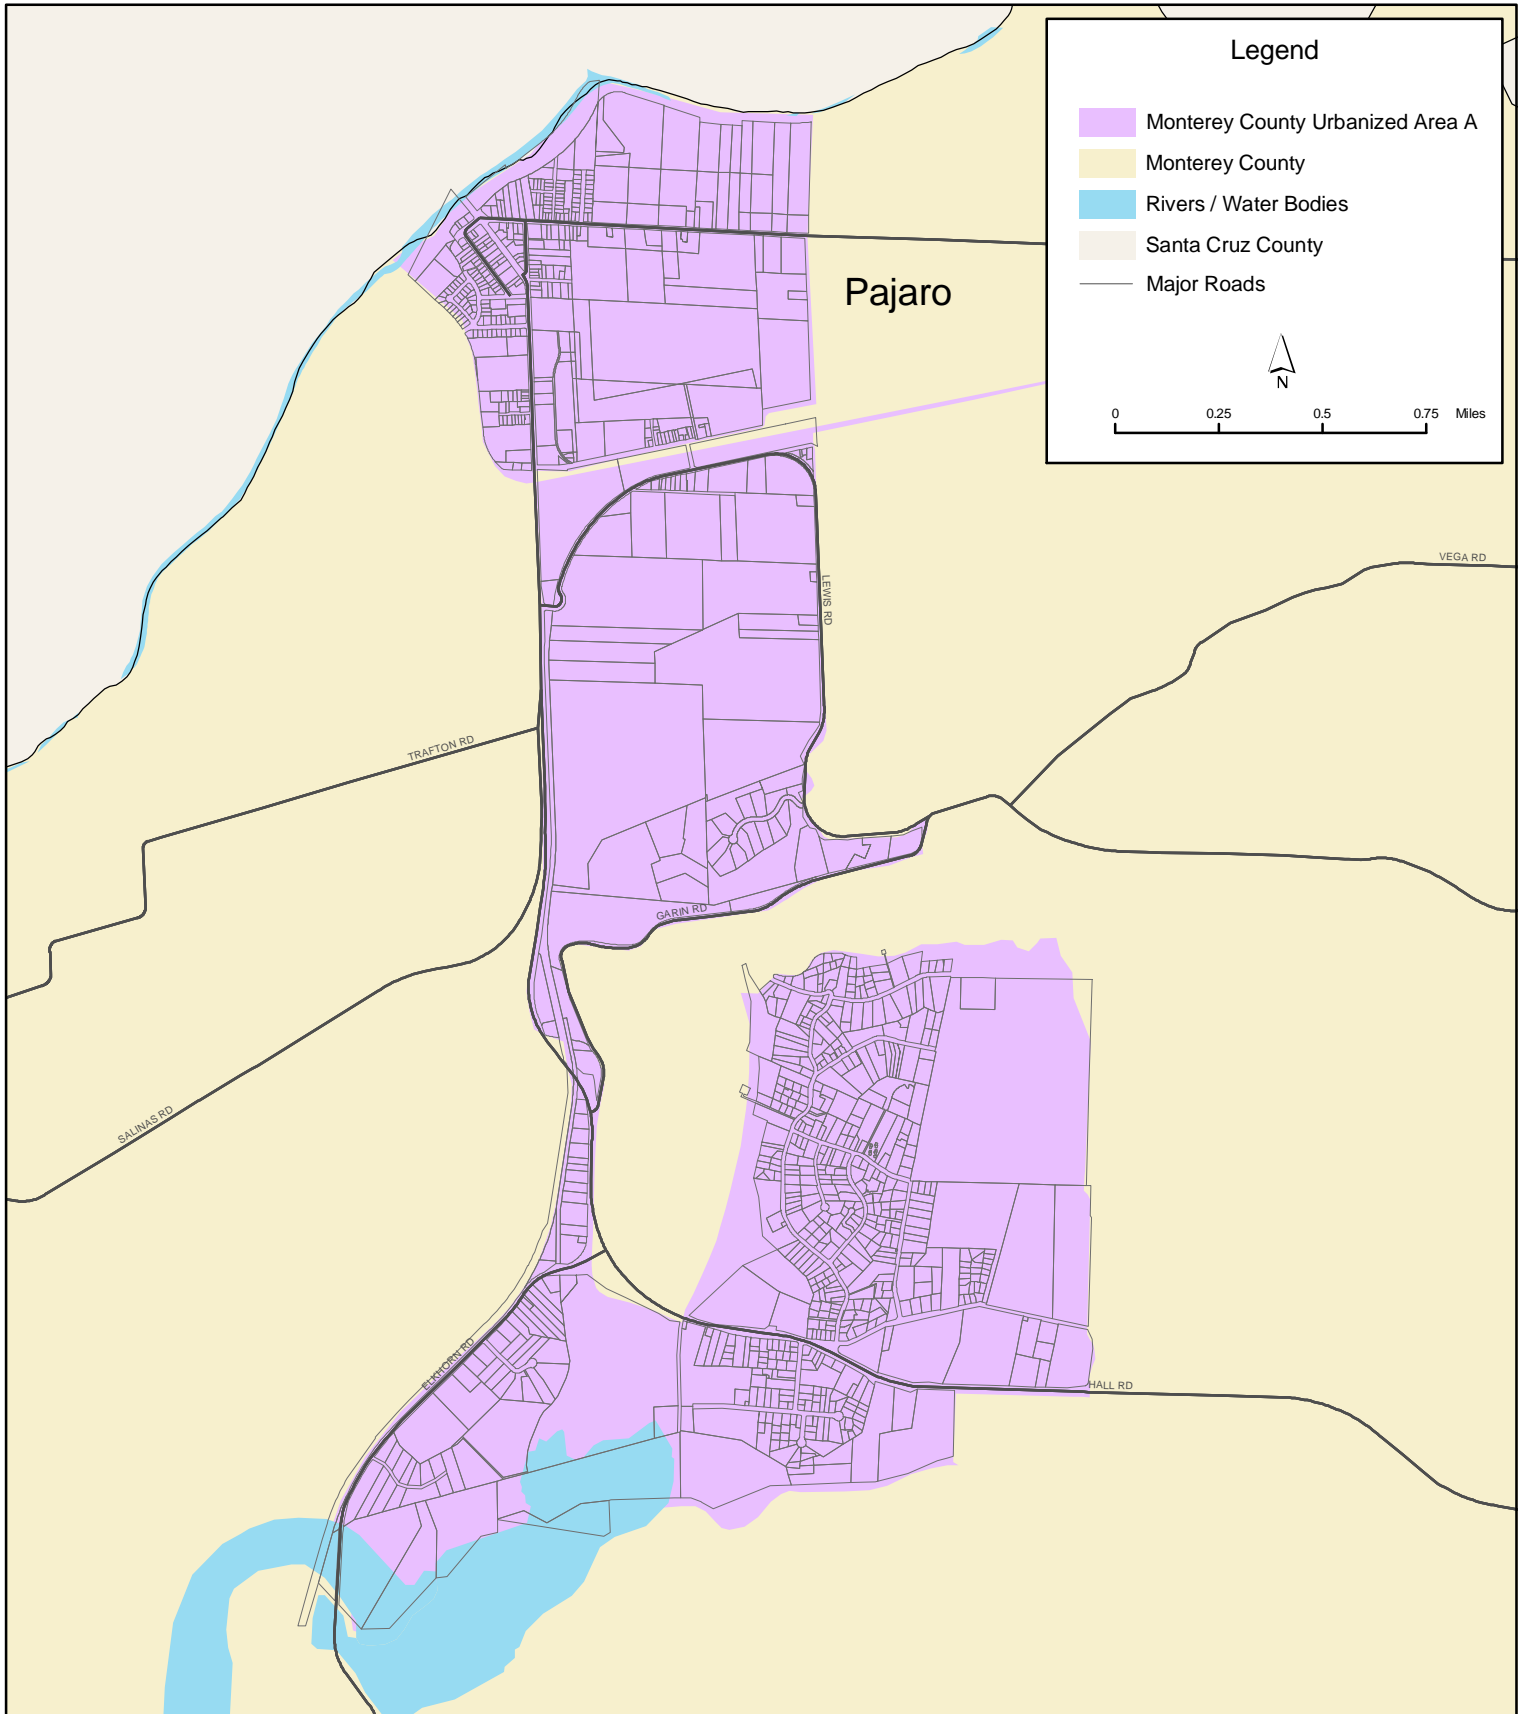 Legend
Monterey County Urbanized Area A
Monterey County
Rivers / Water Bodies
Santa Cruz County
Major Roads
N
0 0.25 0.5 0.75 Miles
Pajaro
VEGA RD
LEWIS RD
TRAFTON RD
GARIN RD
SALINAS RD
ELKHORN RD
HALL RD